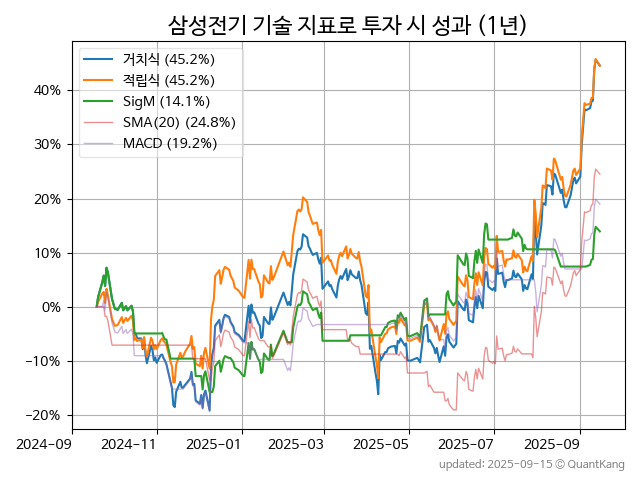 삼성전기 기술 지표로 투자 시 성과 (1년)
거치식 (45.2%)
적립식 (45.2%)
SigM (14.1%)
SMA(20) (24.8%)
MACD (19.2%)
40%
30%
20%
10%
0%
−10%
−20%
2024-09 2024-11 2025-01 2025-03 2025-05 2025-07 2025-09
updated: 2025-09-15 ⓒ QuantKang